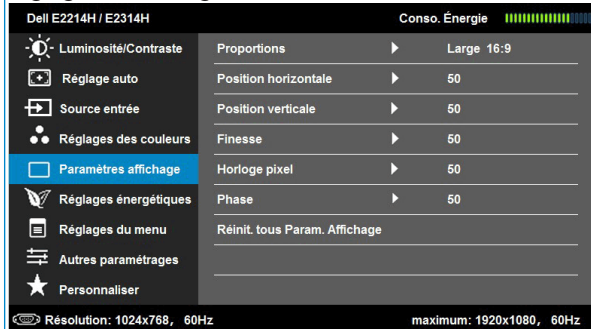 Dell E2214H / E2314H Conso. Énergie
Luminosité/Contraste Proportions Large 16:9
Réglage auto Position horizontale 50
Source entrée Position verticale 50
Réglages des couleurs Finesse 50
Paramètres affichage Horloge pixel 50
Réglages énergétiques Phase 50
Réglages du menu Réinit. tous Param. Affichage
Autres paramétrages
Personnaliser
Résolution: 1024x768, 60Hz maximum: 1920x1080, 60Hz